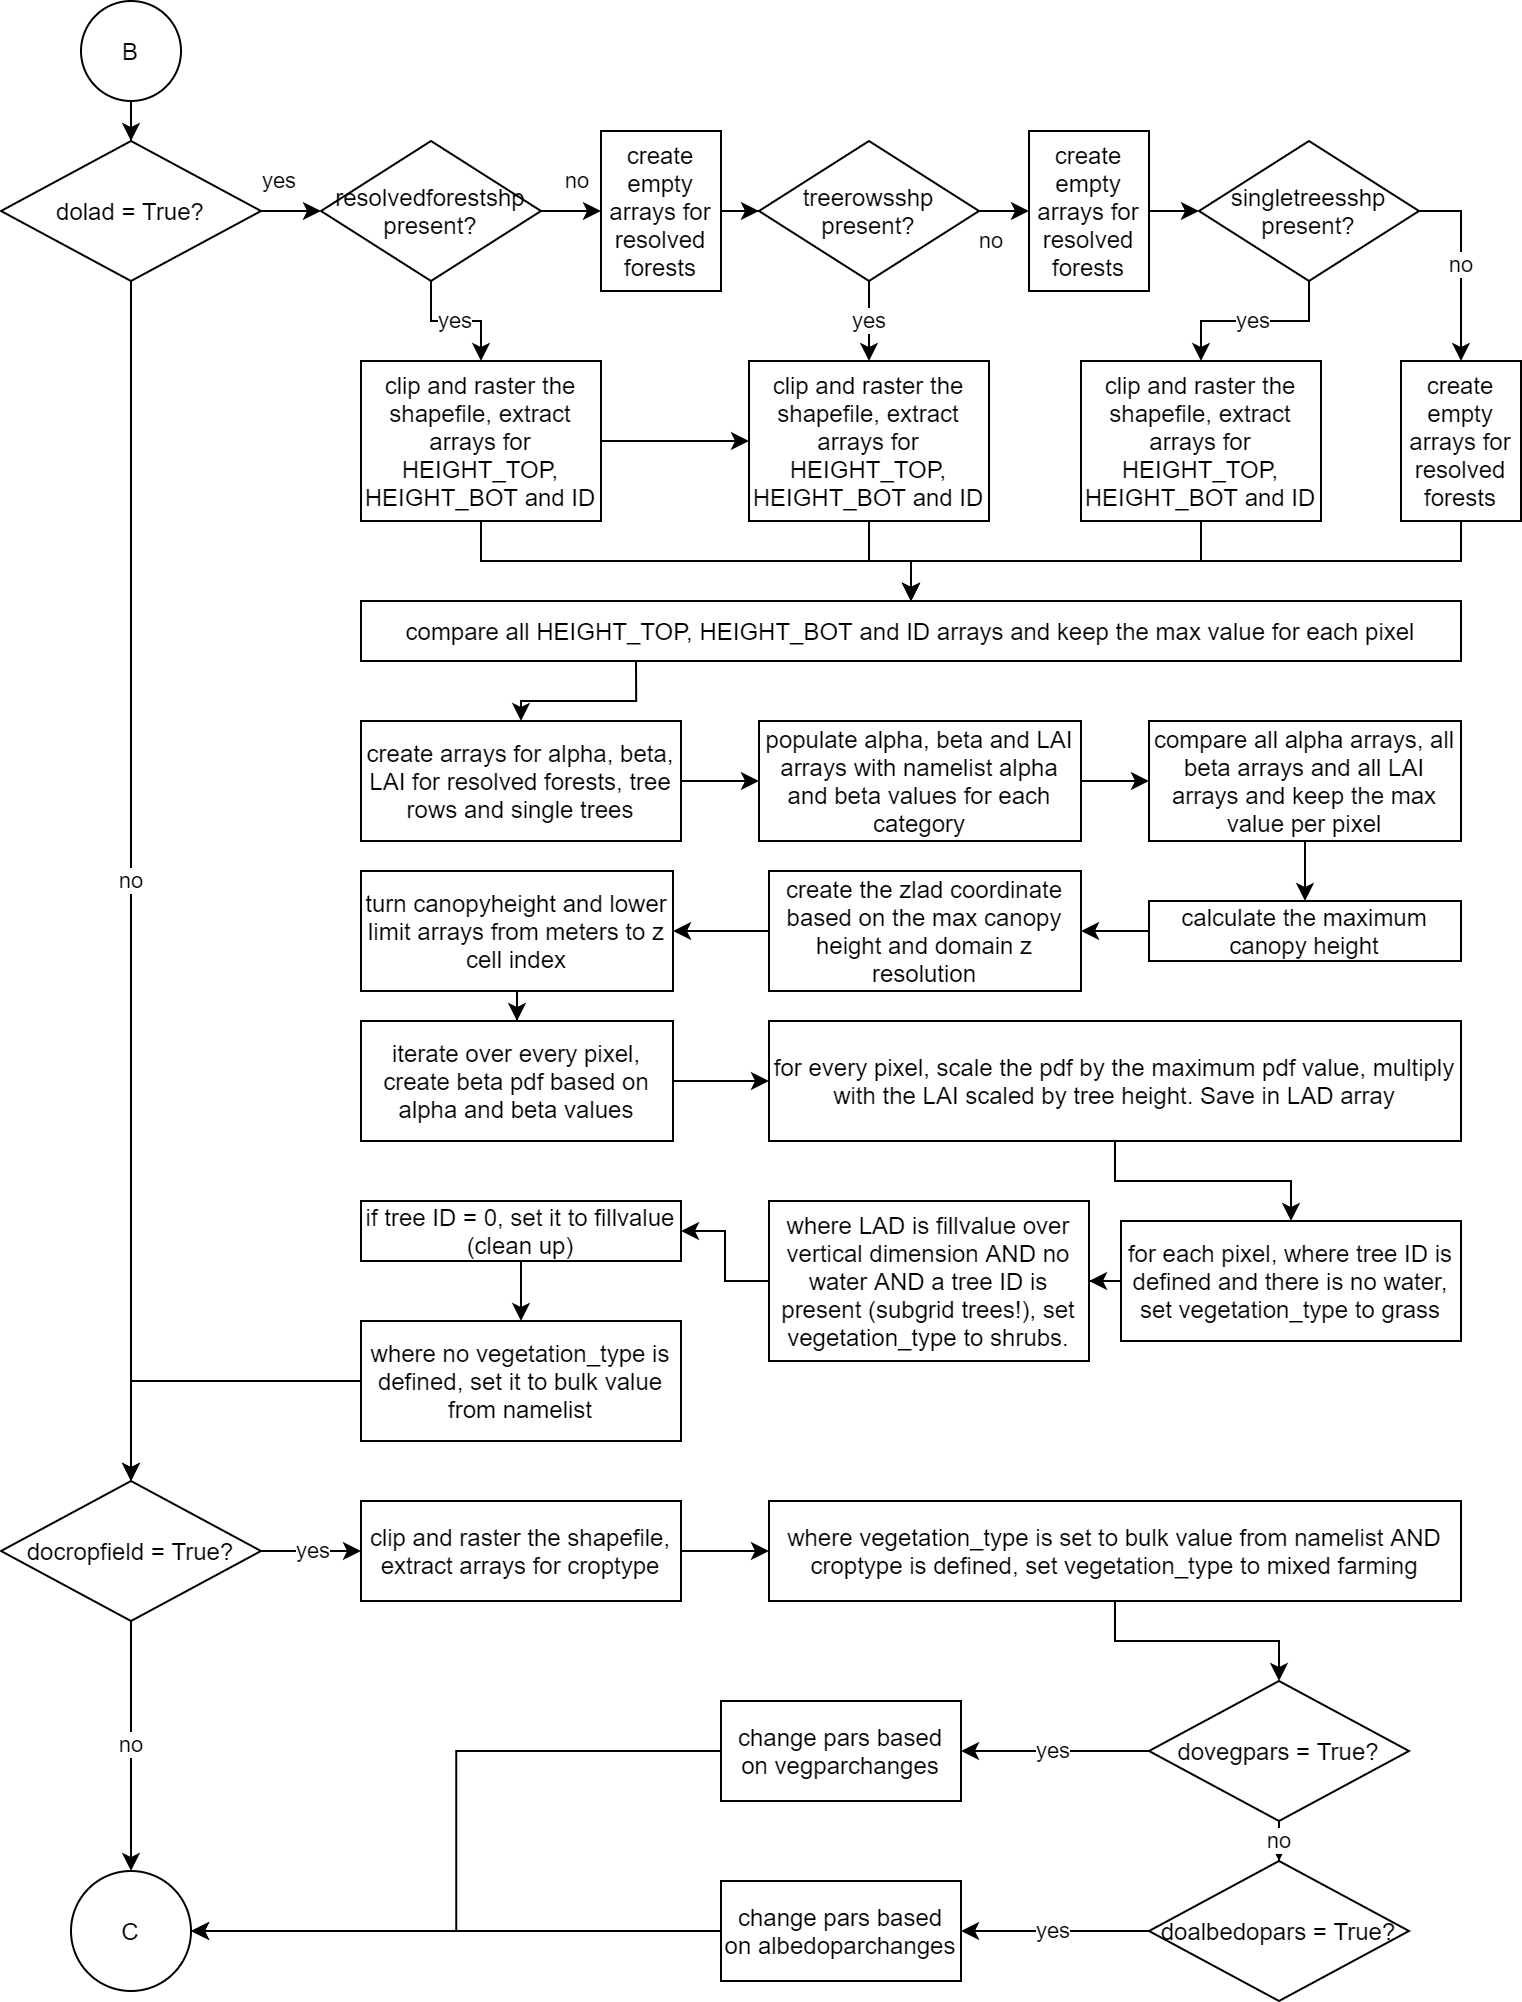 B
dolad = True?
yes
resolvedforestshp
present?
no
create
empty
arrays for
resolved
forests
treerowsshp
present?
no
create
empty
arrays for
resolved
forests
singletreesshp
present?
no
yes
yes
yes
clip and raster the
shapefile, extract
arrays for
HEIGHT_TOP,
HEIGHT_BOT and ID
clip and raster the
shapefile, extract
arrays for
HEIGHT_TOP,
HEIGHT_BOT and ID
clip and raster the
shapefile, extract
arrays for
HEIGHT_TOP,
HEIGHT_BOT and ID
create
empty
arrays for
resolved
forests
compare all HEIGHT_TOP, HEIGHT_BOT and ID arrays and keep the max value for each pixel
create arrays for alpha, beta,
LAI for resolved forests, tree
rows and single trees
populate alpha, beta and LAI
arrays with namelist alpha
and beta values for each
category
compare all alpha arrays, all
beta arrays and all LAI
arrays and keep the max
value per pixel
no
turn canopyheight and lower
limit arrays from meters to z
cell index
create the zlad coordinate
based on the max canopy
height and domain z
resolution
calculate the maximum
canopy height
iterate over every pixel,
create beta pdf based on
alpha and beta values
for every pixel, scale the pdf by the maximum pdf value, multiply
with the LAI scaled by tree height. Save in LAD array
if tree ID = 0, set it to fillvalue
(clean up)
where LAD is fillvalue over
vertical dimension AND no
water AND a tree ID is
present (subgrid trees!), set
vegetation_type to shrubs.
for each pixel, where tree ID is
defined and there is no water,
set vegetation_type to grass
where no vegetation_type is
defined, set it to bulk value
from namelist
docropfield = True?
yes
clip and raster the shapefile,
extract arrays for croptype
where vegetation_type is set to bulk value from namelist AND
croptype is defined, set vegetation_type to mixed farming
no
change pars based
on vegparchanges
yes
dovegpars = True?
no
C
change pars based
on albedoparchanges
yes
doalbedopars = True?